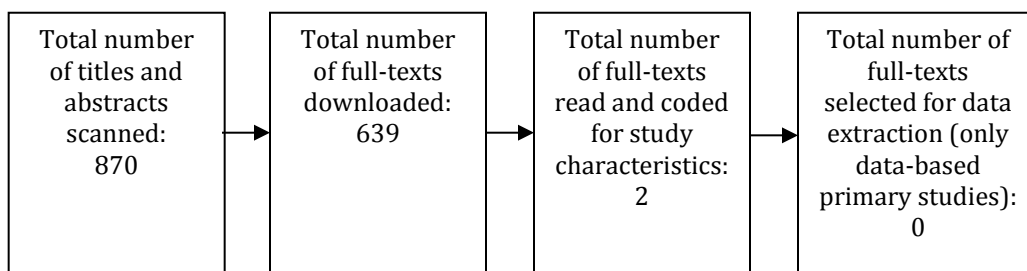 Total number
of titles and
abstracts
scanned:
870
Total number
of full-texts
downloaded:
639
Total number
of full-texts
read and coded
for study
characteristics:
2
Total number of
full-texts
selected for data
extraction (only
data-based
primary studies):
0